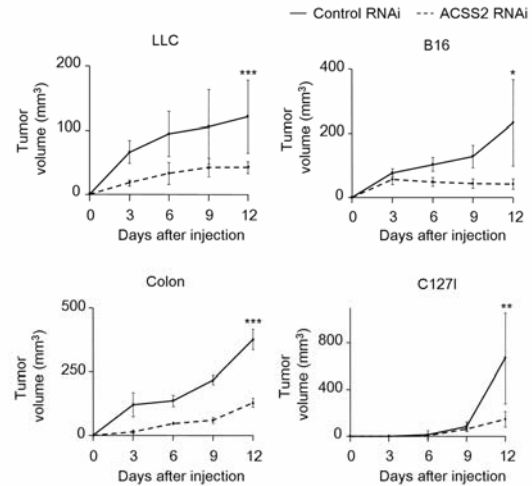 Control RNAi ACSS2 RNAi
LLC
Tumor
volume (mm³)
200
100
0
***
0 3 6 9 12
Days after injection
B16
Tumor
volume (mm³)
400
200
0
*
0 3 6 9 12
Days after injection
Colon
Tumor
volume (mm³)
500
250
0
***
0 3 6 9 12
Days after injection
C127I
Tumor
volume (mm³)
800
400
0
**
0 3 6 9 12
Days after injection